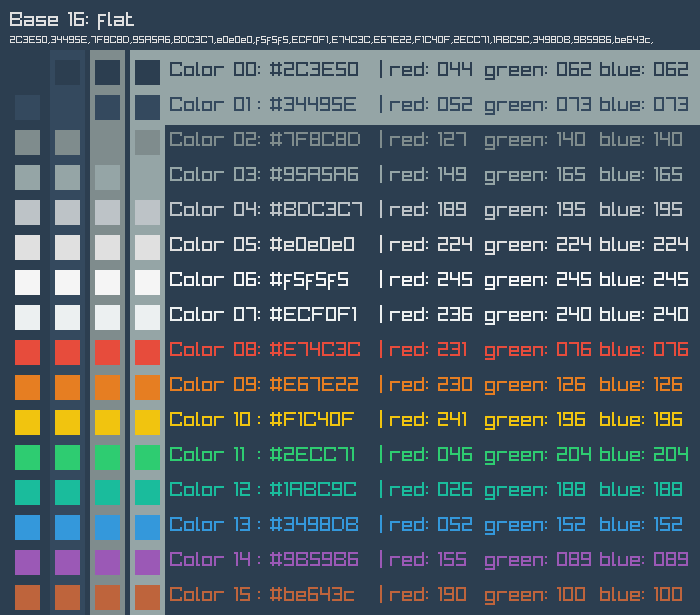 Base 16: Flat
2C3E50,34495E,7F8C8D,95A5A6,BDC3C7,e0e0e0,f5f5f5,ECF0F1,E74C3C,E67E22,F1C40F,2ECC71,1ABC9C,3498DB,9B59B6,be643c,
Color 00: #2C3E50 | red: 044 green: 062 blue: 062
Color 01: #34495E | red: 052 green: 073 blue: 073
Color 02: #7F8C8D | red: 127 green: 140 blue: 140
Color 03: #95A5A6 | red: 149 green: 165 blue: 165
Color 04: #BDC3C7 | red: 189 green: 195 blue: 195
Color 05: #e0e0e0 | red: 224 green: 224 blue: 224
Color 06: #f5f5f5 | red: 245 green: 245 blue: 245
Color 07: #ECF0F1 | red: 236 green: 240 blue: 240
Color 08: #E74C3C | red: 231 green: 076 blue: 076
Color 09: #E67E22 | red: 230 green: 126 blue: 126
Color 10 : #F1C40F | red: 241 green: 196 blue: 196
Color 11 : #2ECC71 | red: 046 green: 204 blue: 204
Color 12 : #1ABC9C | red: 026 green: 188 blue: 188
Color 13 : #3498DB | red: 052 green: 152 blue: 152
Color 14 : #9B59B6 | red: 155 green: 089 blue: 089
Color 15 : #be643c | red: 190 green: 100 blue: 100